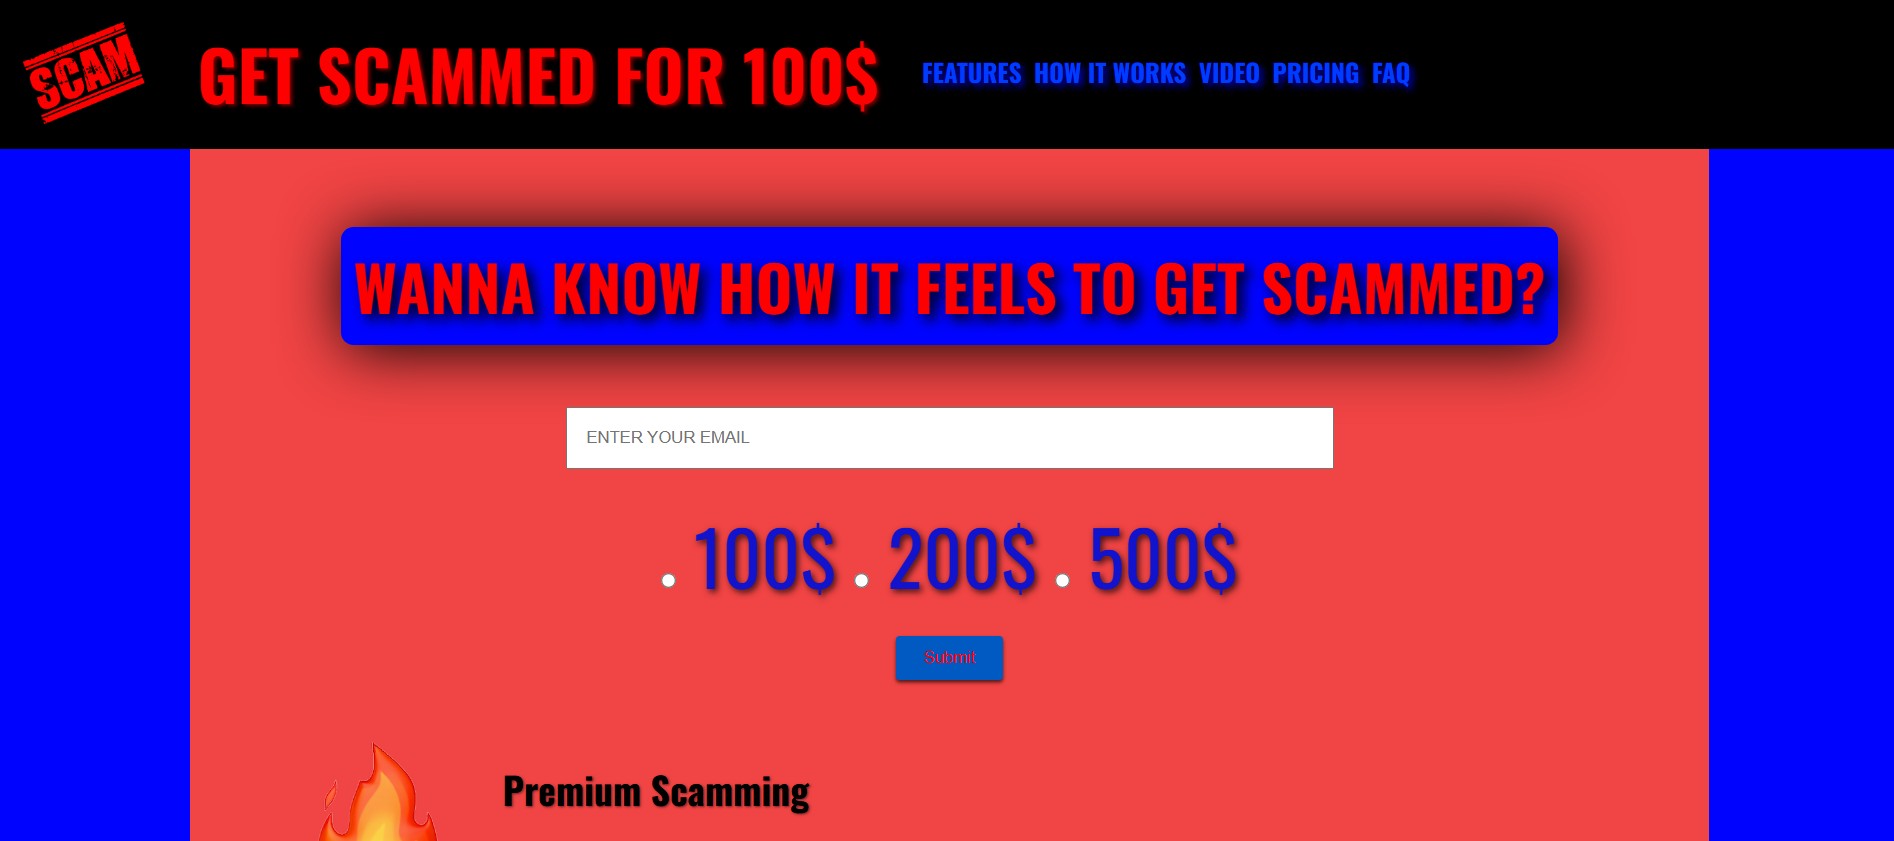 SCAM
GET SCAMMED FOR 100$
FEATURES HOW IT WORKS VIDEO PRICING FAQ
WANNA KNOW HOW IT FEELS TO GET SCAMMED?
ENTER YOUR EMAIL
100$ 200$ 500$
Submit
Premium Scamming